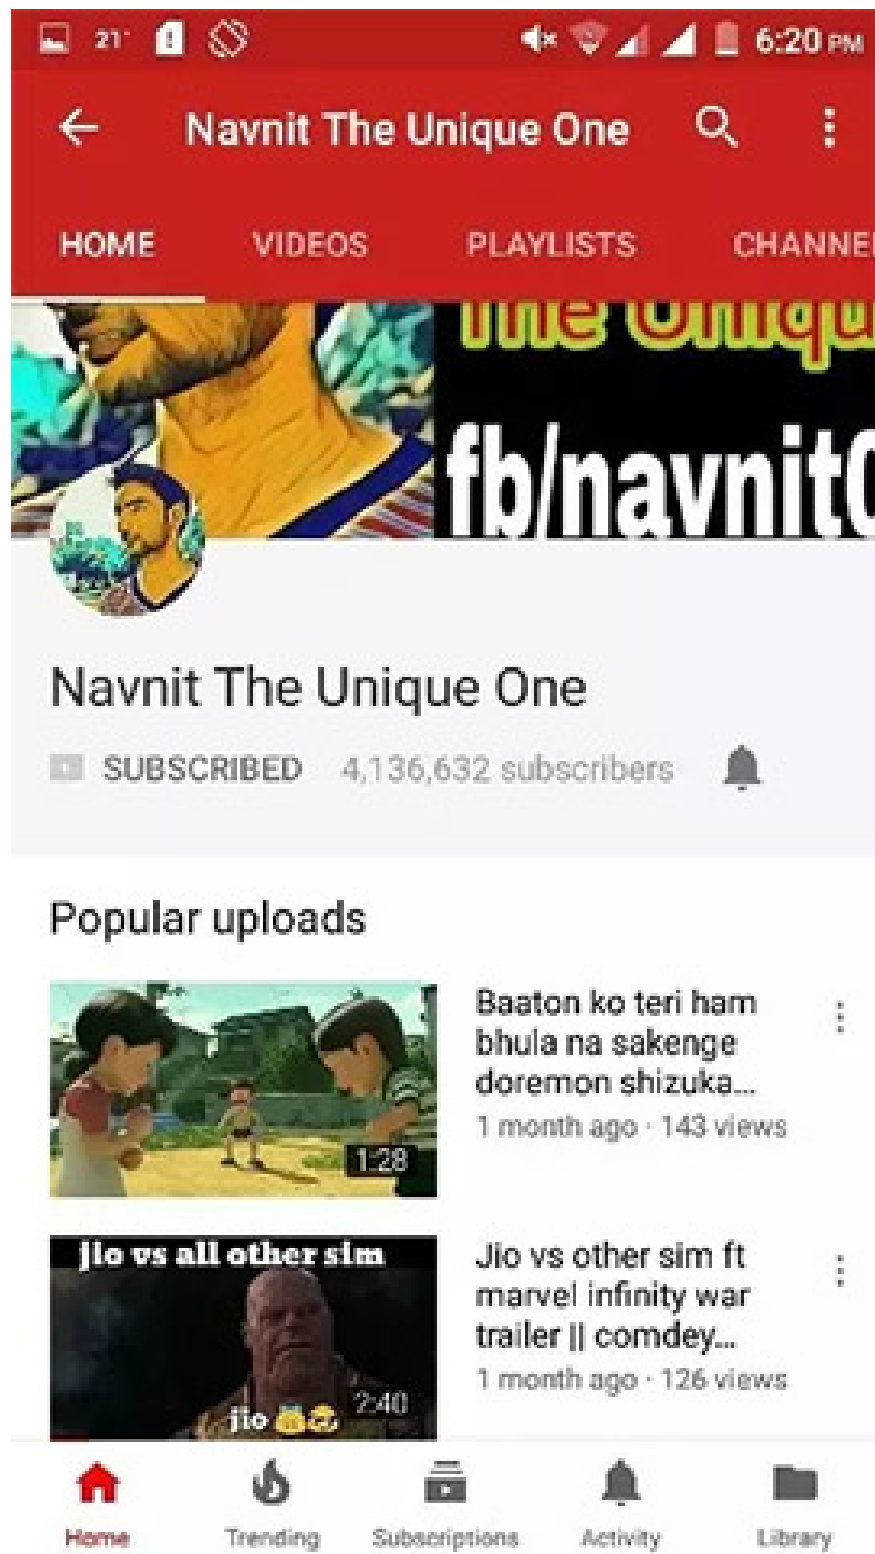 21°
6:20 PM
Navnit The Unique One
HOME VIDEOS PLAYLISTS CHANNE
The Uniqu
fb/navnit
Navnit The Unique One
SUBSCRIBED 4,136,632 subscribers
Popular uploads
Baaton ko teri ham
bhula na sakenge
doremon shizuka...
1 month ago · 143 views
1:28
jio vs all other sim
jio
2:40
Jio vs other sim ft
marvel infinity war
trailer || comdey...
1 month ago · 126 views
Home Trending Subscriptions Activity Library